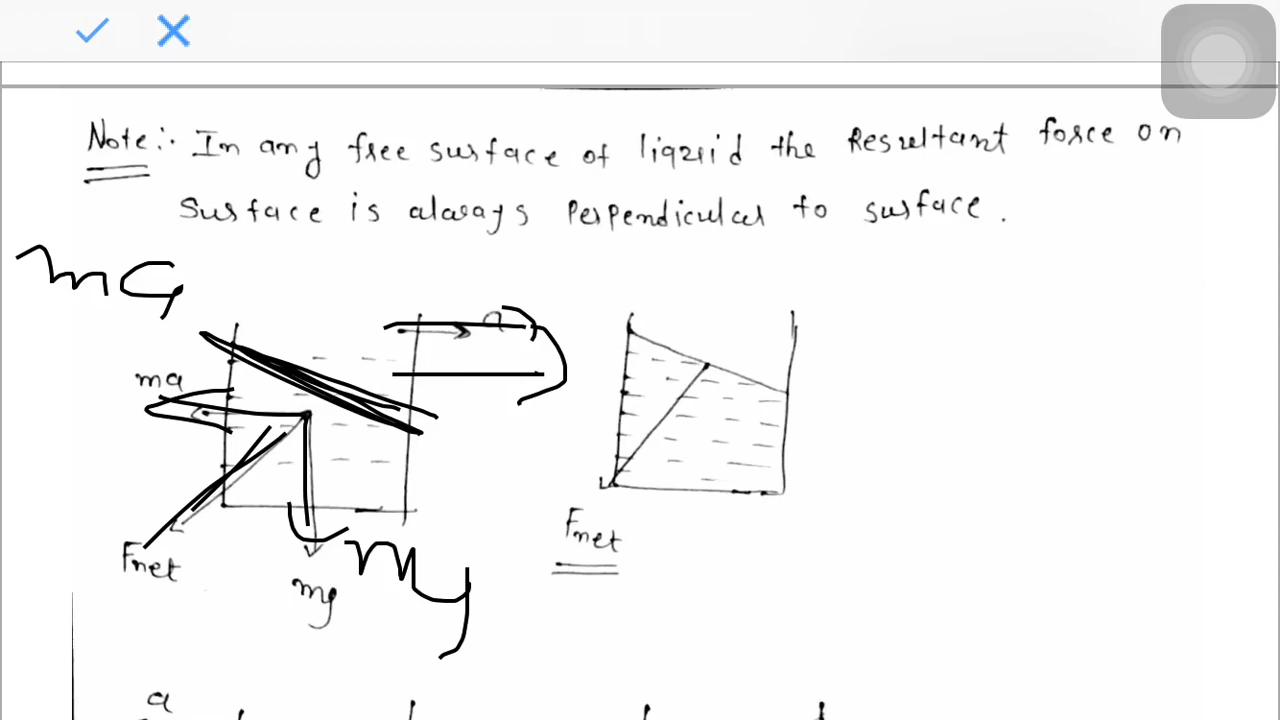 Note:- In any free surface of liquid the Resultant force on
Surface is always Perpendicular to surface.
ma
a
ma
Fnet
mg
mg
Fnet
a